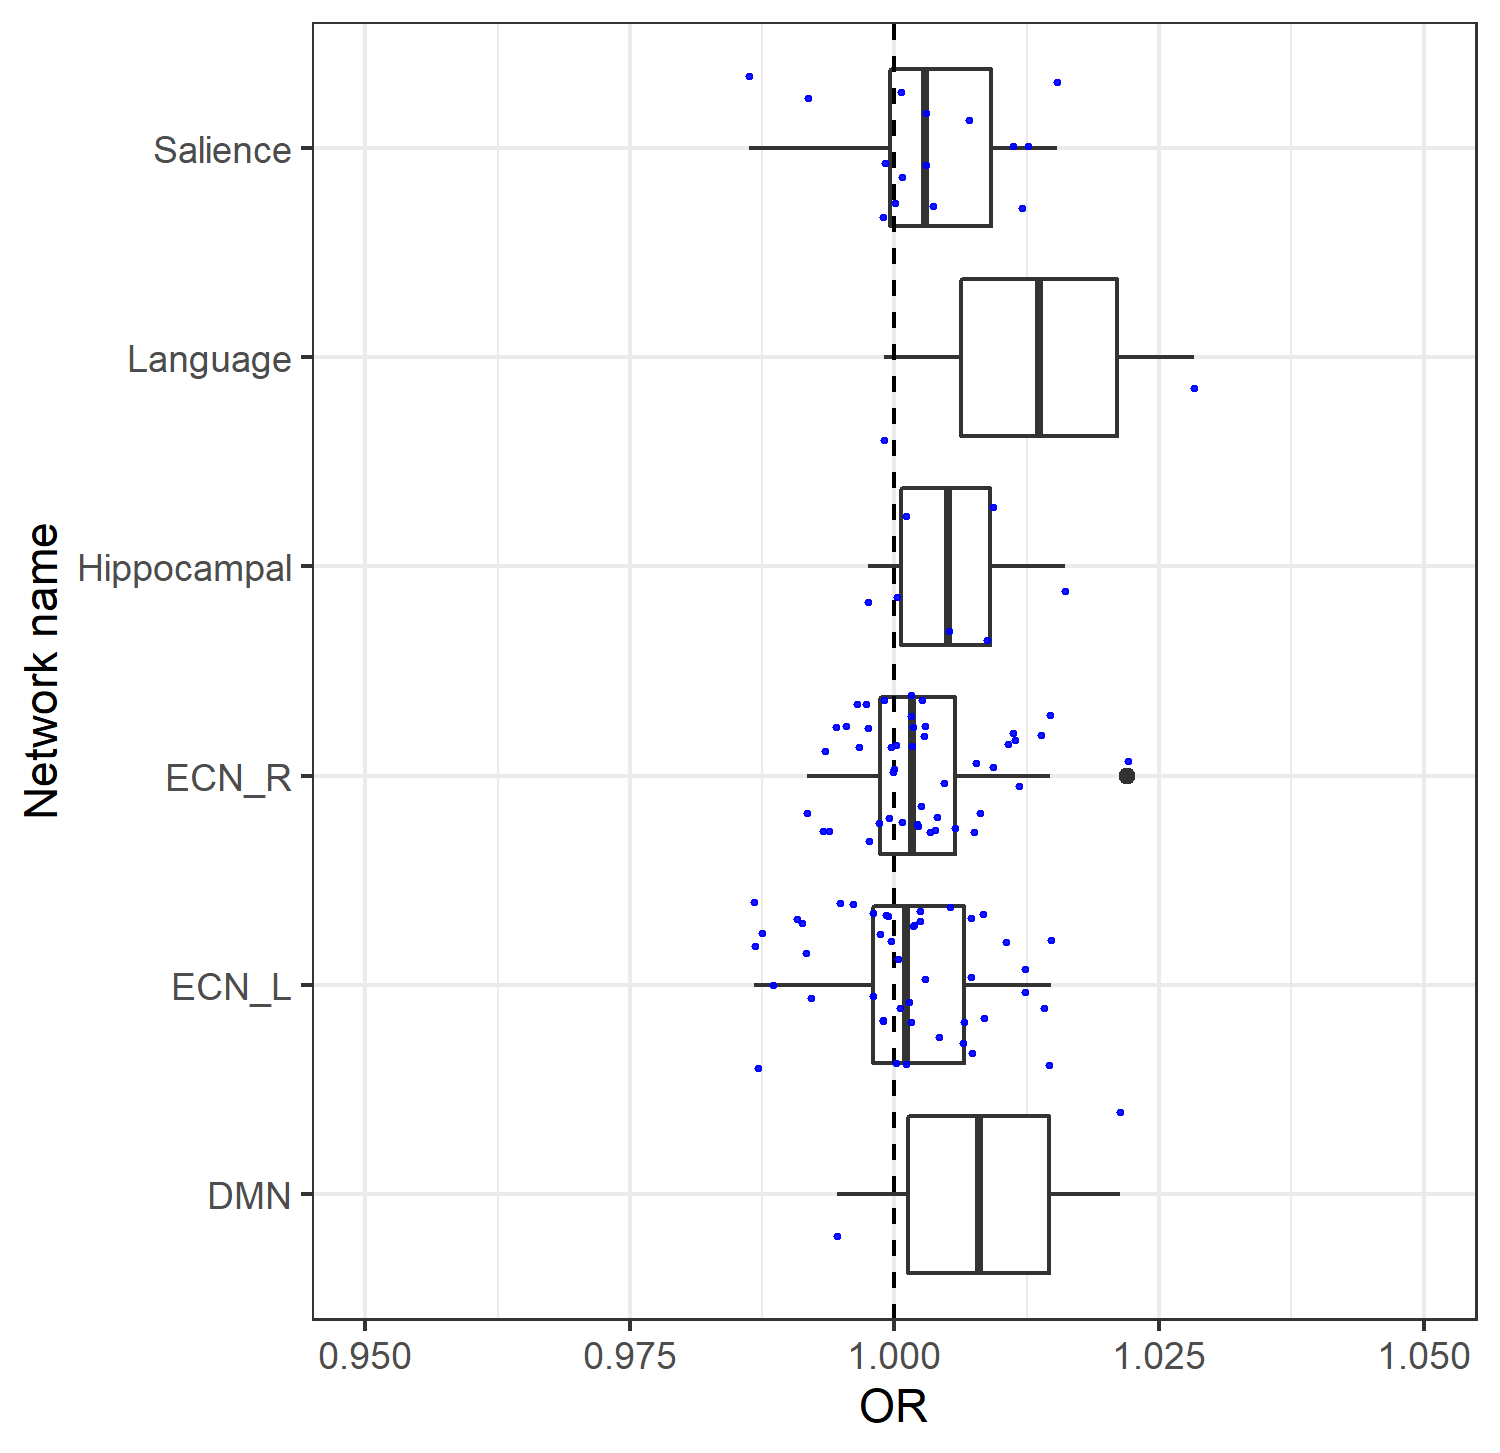 Network name
Salience
Language
Hippocampal
ECN_R
ECN_L
DMN
0.950 0.975 1.000 1.025 1.050
OR